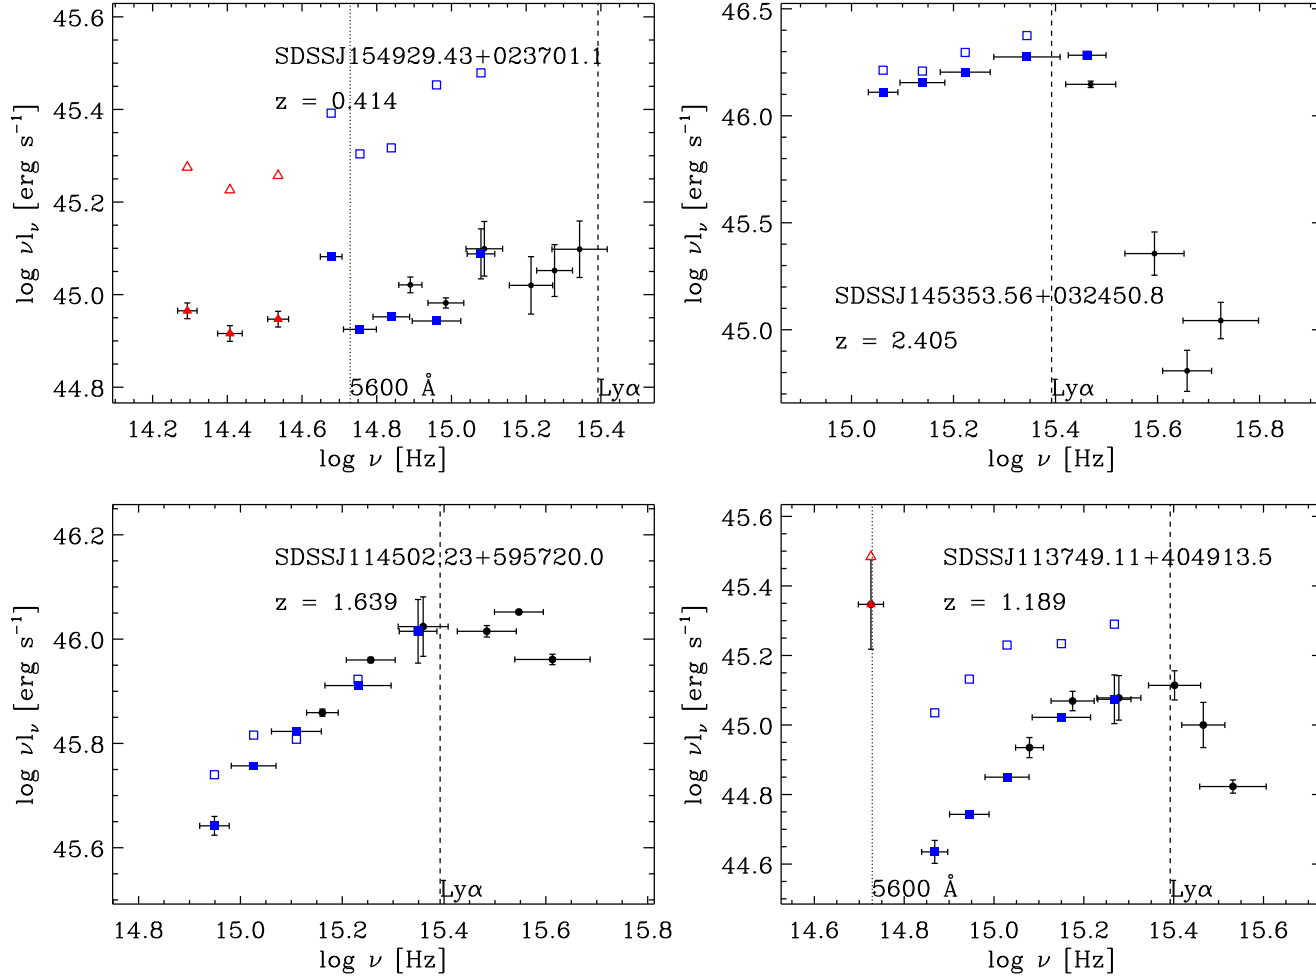 45.6
SDSSJ154929.43+023701.1
z = 0.414
45.4
45.2
45.0
44.8
log νlν [erg s⁻¹]
5600 Å
Lyα
14.2 14.4 14.6 14.8 15.0 15.2 15.4
log ν [Hz]
46.5
46.0
45.5
45.0
log νlν [erg s⁻¹]
SDSSJ145353.56+032450.8
z = 2.405
Lyα
15.0 15.2 15.4 15.6 15.8
log ν [Hz]
46.2
SDSSJ114502.23+595720.0
z = 1.639
46.0
45.8
45.6
log νlν [erg s⁻¹]
Lyα
14.8 15.0 15.2 15.4 15.6 15.8
log ν [Hz]
45.6
SDSSJ113749.11+404913.5
z = 1.189
45.4
45.2
45.0
44.8
44.6
log νlν [erg s⁻¹]
5600 Å
Lyα
14.6 14.8 15.0 15.2 15.4 15.6
log ν [Hz]